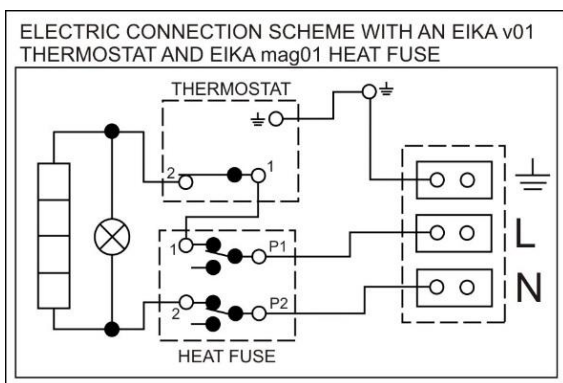 ELECTRIC CONNECTION SCHEME WITH AN EIKA v01
THERMOSTAT AND EIKA mag01 HEAT FUSE
THERMOSTAT
2
1
1
P1
L
2
P2
N
HEAT FUSE